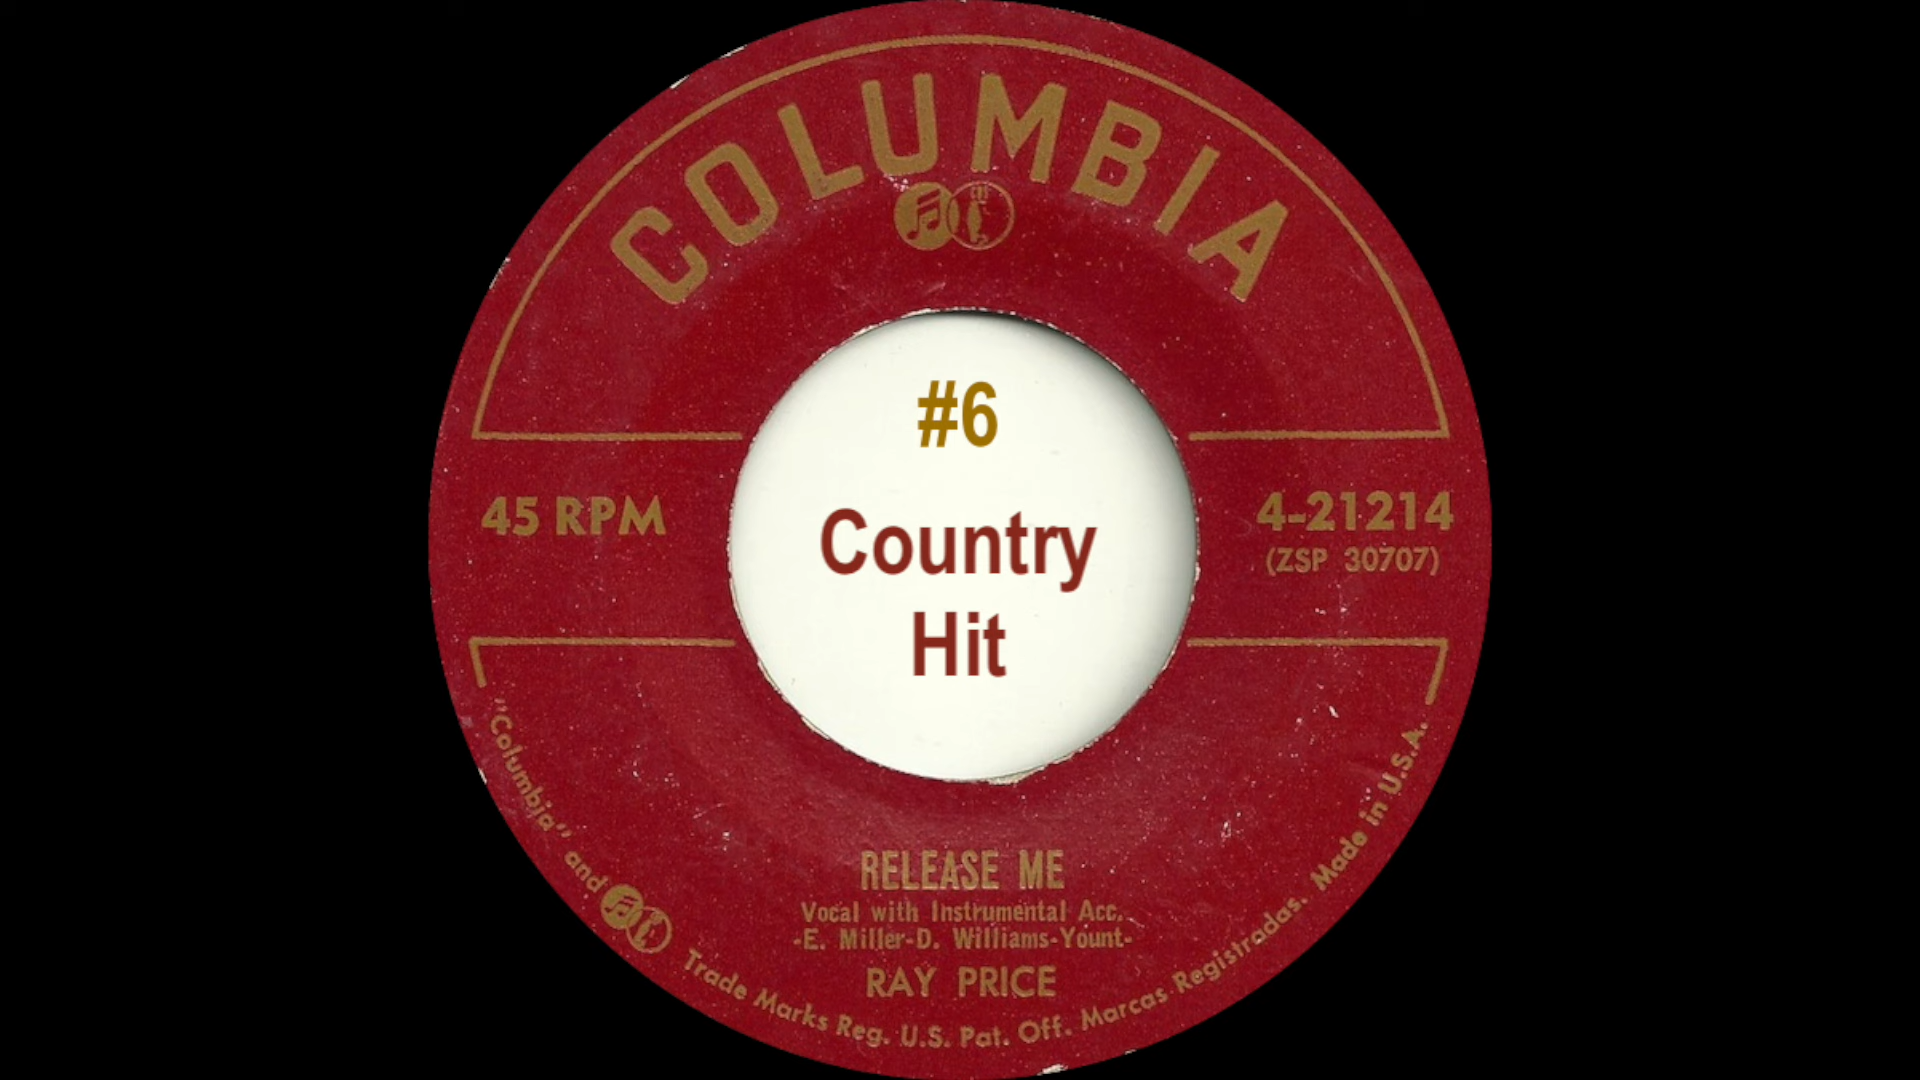 COLUMBIA
#6
Country
Hit
45 RPM
4-21214
(ZSP 30707)
RELEASE ME
Vocal with Instrumental Acc.
-E. Miller-D. Williams-Yount-
RAY PRICE
"Columbia" and Trade Marks Reg. U.S. Pat. Off. Marcas Registradas. Made in U.S.A.